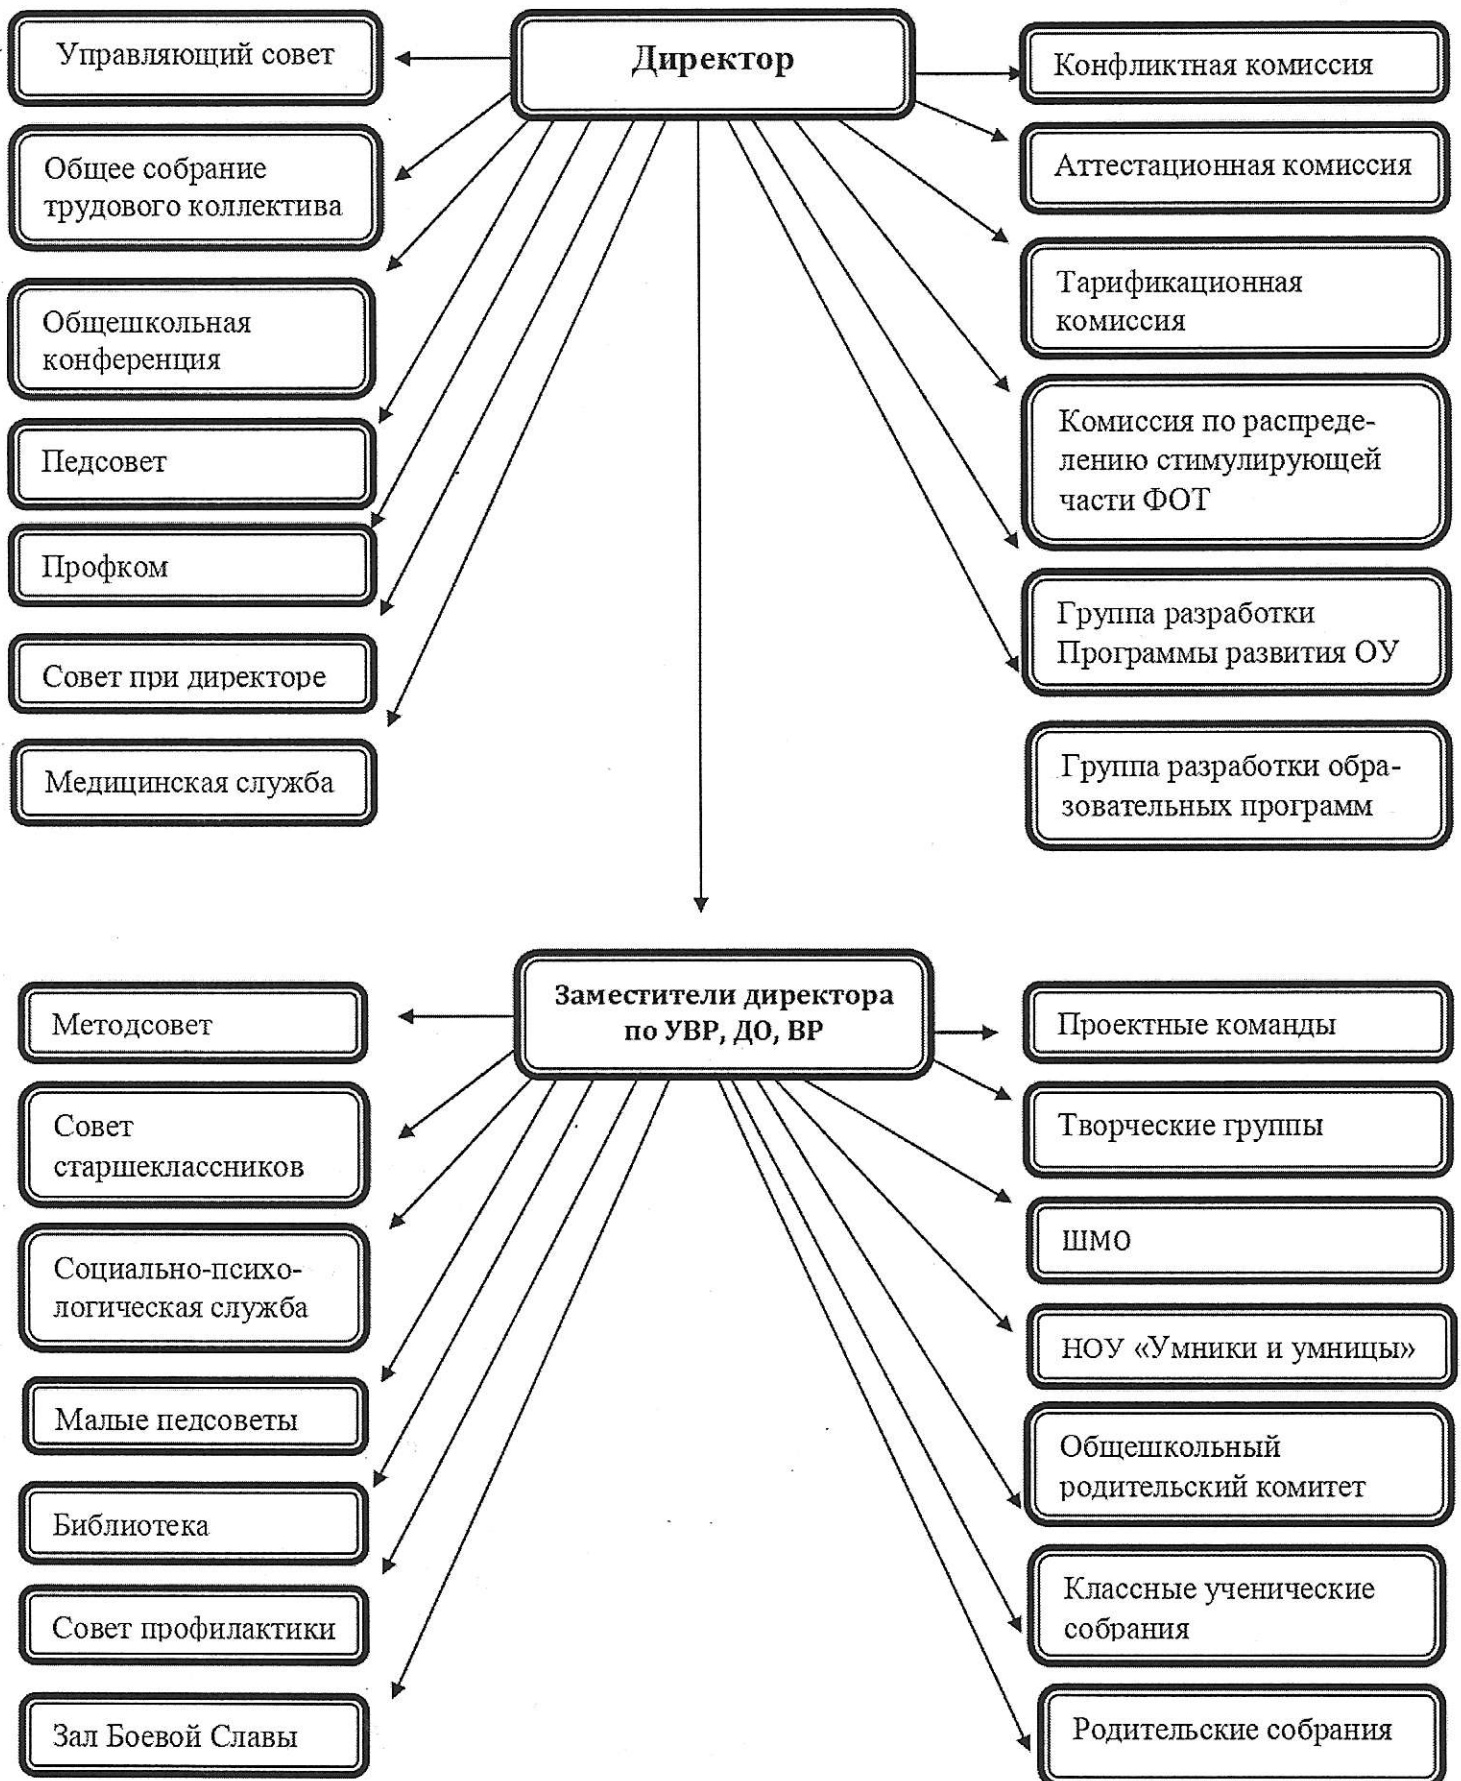 Директор
Управляющий совет
Общее собрание
трудового коллектива
Общешкольная
конференция
Педсовет
Профком
Совет при директоре
Медицинская служба
Конфликтная комиссия
Аттестационная комиссия
Тарификационная
комиссия
Комиссия по распреде-
лению стимулирующей
части ФОТ
Группа разработки
Программы развития ОУ
Группа разработки обра-
зовательных программ
Заместители директора
по УВР, ДО, ВР
Методсовет
Совет
старшеклассников
Социально-психо-
логическая служба
Малые педсоветы
Библиотека
Совет профилактики
Зал Боевой Славы
Проектные команды
Творческие группы
ШМО
НОУ «Умники и умницы»
Общешкольный
родительский комитет
Классные ученические
собрания
Родительские собрания